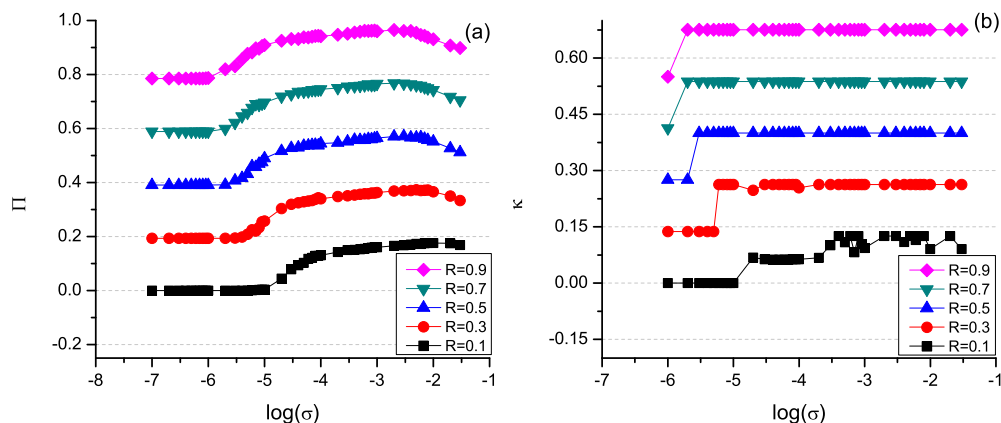 (a)
1.0
0.8
0.6
0.4
0.2
0.0
-0.2
Π
-8
-7
-6
-5
-4
-3
-2
-1
log(σ)
R=0.9
R=0.7
R=0.5
R=0.3
R=0.1
(b)
0.60
0.45
0.30
0.15
0.00
-0.15
κ
-7
-6
-5
-4
-3
-2
-1
log(σ)
R=0.9
R=0.7
R=0.5
R=0.3
R=0.1